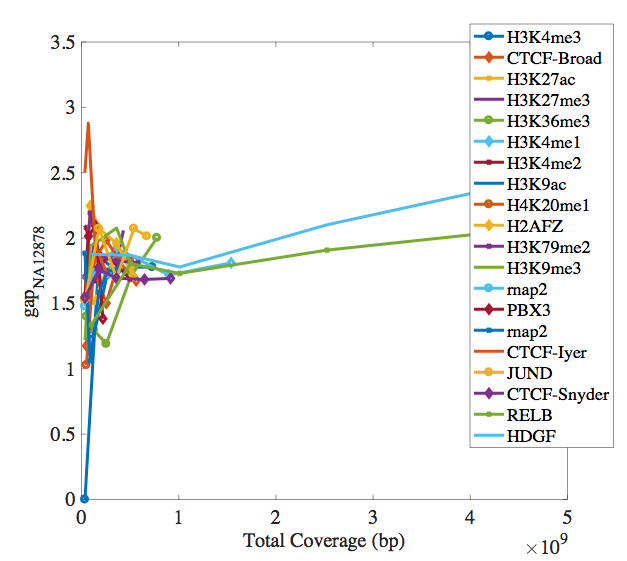 3.5
3
2.5
2
1.5
1
0.5
0
gapNA12878
0 1 2 3 4 5
Total Coverage (bp)
×10^9
H3K4me3
CTCF-Broad
H3K27ac
H3K27me3
H3K36me3
H3K4me1
H3K4me2
H3K9ac
H4K20me1
H2AFZ
H3K79me2
H3K9me3
rnap2
PBX3
rnap2
CTCF-Iyer
JUND
CTCF-Snyder
RELB
HDGF